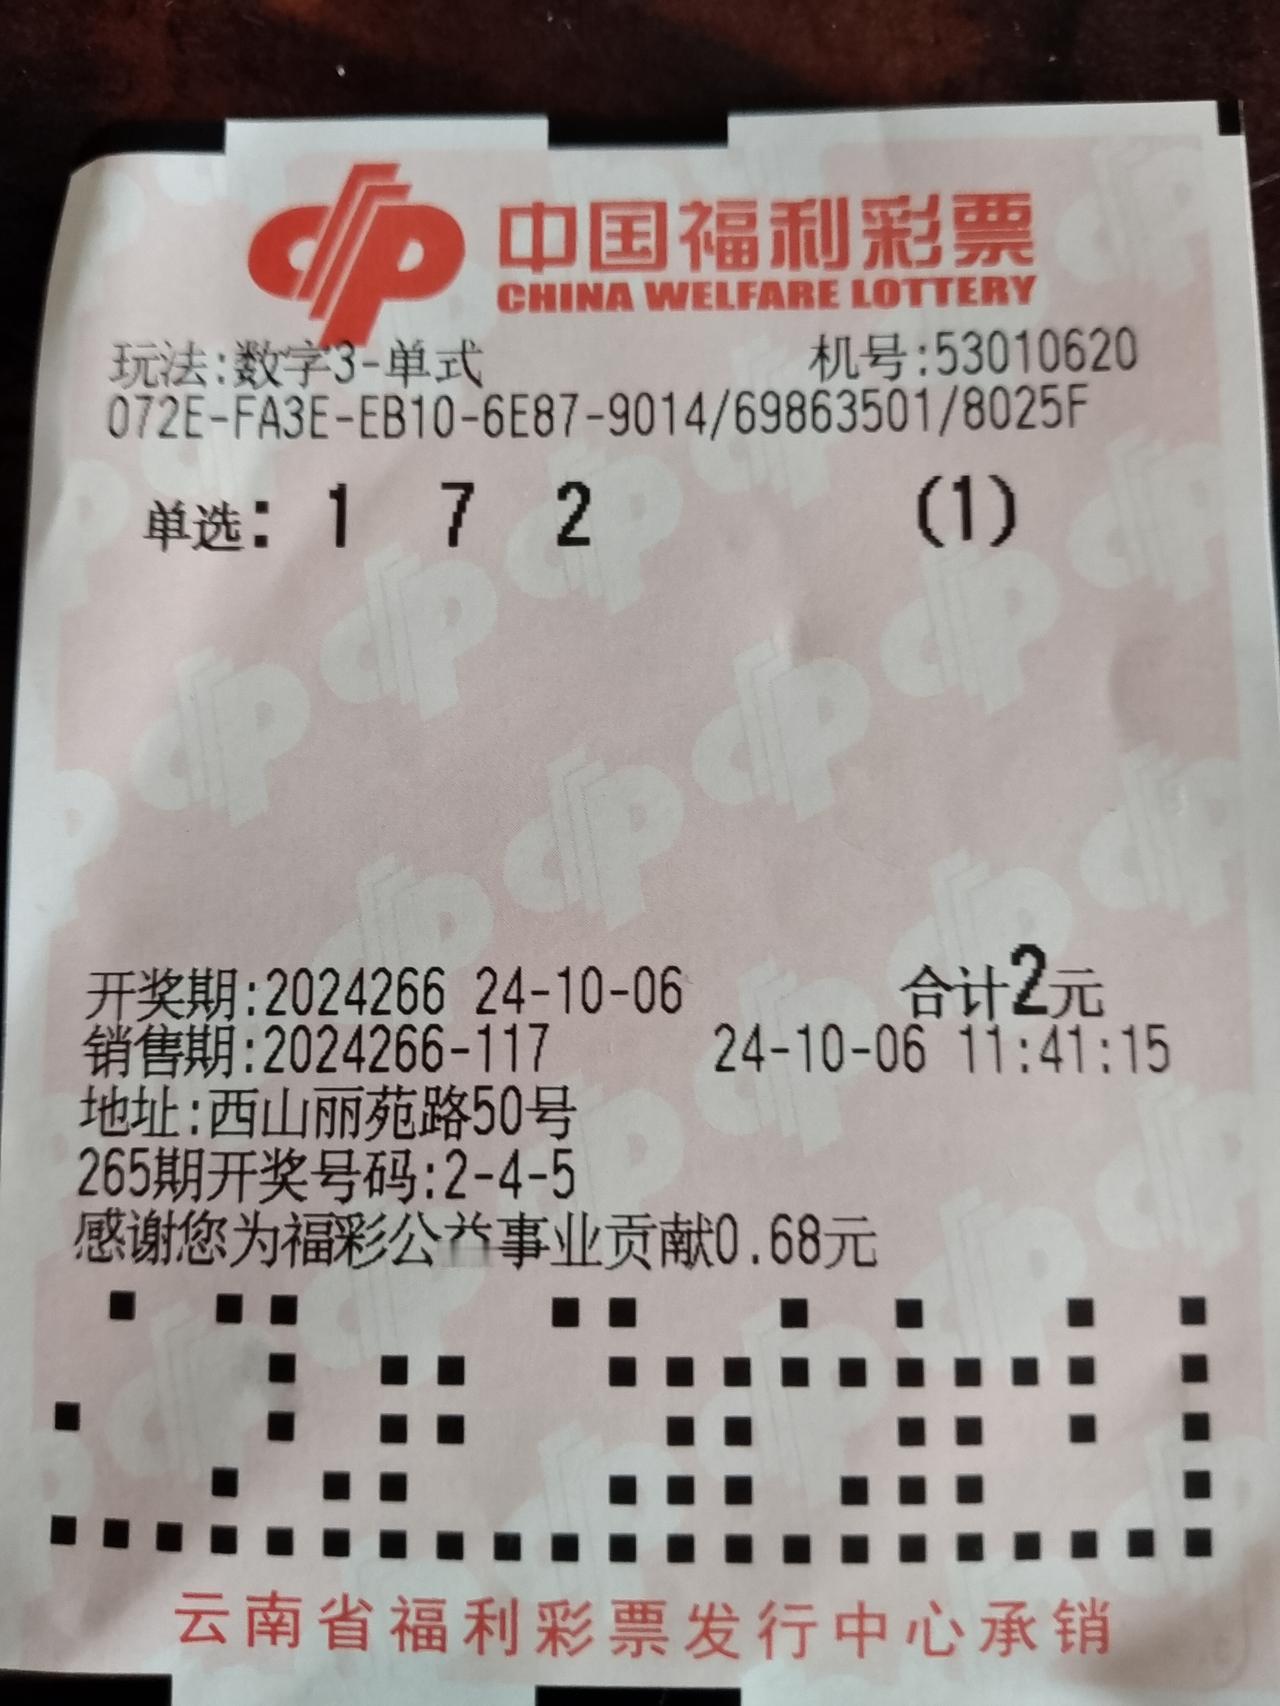 中国福利彩票
CHINA WELFARE LOTTERY
玩法:数字3-单式 机号:53010620
072E-FA3E-EB10-6E87-9014/69863501/8025F
单选: 1 7 2 (1)
开奖期:2024266 24-10-06 合计2元
销售期:2024266-117 24-10-06 11:41:15
地址:西山丽苑路50号
265期开奖号码:2-4-5
感谢您为福彩公益事业贡献0.68元
云南省福利彩票发行中心承销